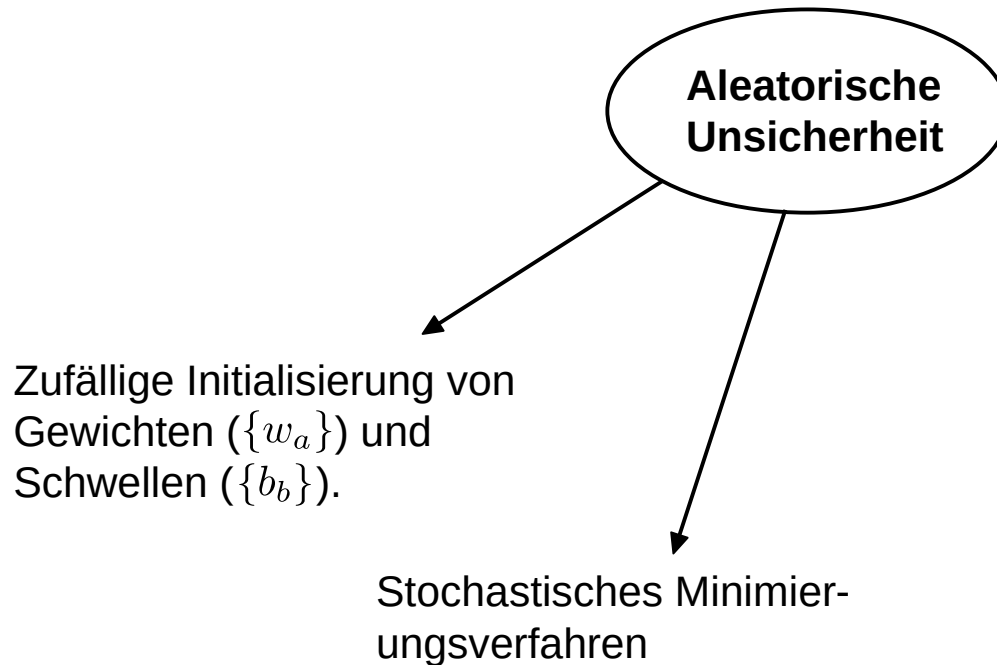 Aleatorische
Unsicherheit
Zufällige Initialisierung von
Gewichten ({w_a}) und
Schwellen ({b_b}).
Stochastisches Minimier-
ungsverfahren